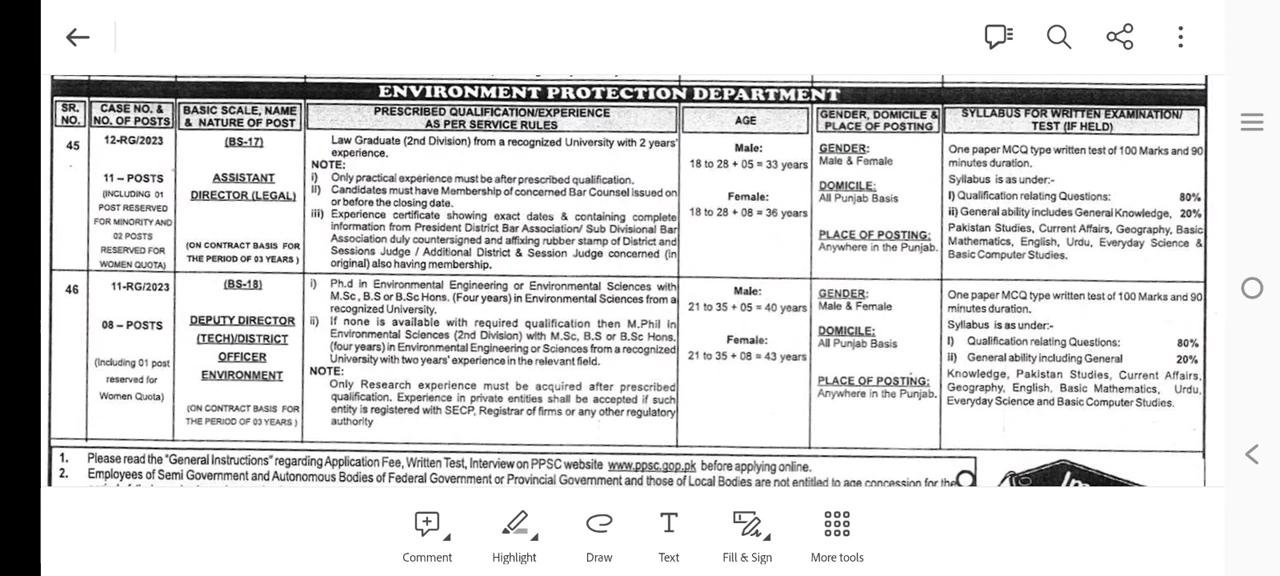 ENVIRONMENT PROTECTION DEPARTMENT
SR. NO.
CASE NO. & NO. OF POSTS
BASIC SCALE, NAME & NATURE OF POST
PRESCRIBED QUALIFICATION/EXPERIENCE AS PER SERVICE RULES
AGE
GENDER, DOMICILE & PLACE OF POSTING
SYLLABUS FOR WRITTEN EXAMINATION/ TEST (IF HELD)
45
12-RG/2023
11 – POSTS
(INCLUDING 01
POST RESERVED
FOR MINORITY AND
02 POSTS
RESERVED FOR
WOMEN QUOTA)
(BS-17)
ASSISTANT
DIRECTOR (LEGAL)
(ON CONTRACT BASIS FOR
THE PERIOD OF 03 YEARS )
Law Graduate (2nd Division) from a recognized University with 2 years'
experience.
NOTE:
i) Only practical experience must be after prescribed qualification.
ii) Candidates must have Membership of concerned Bar Counsel issued on
or before the closing date.
iii) Experience certificate showing exact dates & containing complete
information from President District Bar Association/ Sub Divisional Bar
Association duly countersigned and affixing rubber stamp of District and
Sessions Judge / Additional District & Session Judge concerned (in
original) also having membership.
Male:
18 to 28 + 05 = 33 years
Female:
18 to 28 + 08 = 36 years
GENDER:
Male & Female
DOMICILE:
All Punjab Basis
PLACE OF POSTING:
Anywhere in the Punjab.
One paper MCQ type written test of 100 Marks and 90
minutes duration.
Syllabus is as under:-
i) Qualification relating Questions: 80%
ii) General ability includes General Knowledge, 20%
Pakistan Studies, Current Affairs, Geography, Basic
Mathematics, English, Urdu, Everyday Science &
Basic Computer Studies.
46
11-RG/2023
08 – POSTS
(Including 01 post
reserved for
Women Quota)
(BS-18)
DEPUTY DIRECTOR
(TECH)/DISTRICT
OFFICER
ENVIRONMENT
(ON CONTRACT BASIS FOR
THE PERIOD OF 03 YEARS )
i) Ph.d in Environmental Engineering or Environmental Sciences with
M.Sc, B.S or B.Sc Hons. (Four years) in Environmental Sciences from a
recognized University.
ii) If none is available with required qualification then M.Phil in
Environmental Sciences (2nd Division) with M.Sc, B.S or B.Sc Hons.
(four years) in Environmental Engineering or Sciences from a recognized
University with two years' experience in the relevant field.
NOTE:
Only Research experience must be acquired after prescribed
qualification. Experience in private entities shall be accepted if such
entity is registered with SECP, Registrar of firms or any other regulatory
authority
Male:
21 to 35 + 05 = 40 years
Female:
21 to 35 + 08 = 43 years
GENDER:
Male & Female
DOMICILE:
All Punjab Basis
PLACE OF POSTING:
Anywhere in the Punjab.
One paper MCQ type written test of 100 Marks and 90
minutes duration.
Syllabus is as under:-
i) Qualification relating Questions: 80%
ii) General ability including General 20%
Knowledge, Pakistan Studies, Current Affairs,
Geography, English, Basic Mathematics, Urdu,
Everyday Science and Basic Computer Studies.
1. Please read the "General Instructions" regarding Application Fee, Written Test, Interview on PPSC website www.ppsc.gop.pk before applying online.
2. Employees of Semi Government and Autonomous Bodies of Federal Government or Provincial Government and those of Local Bodies are not entitled to age concession for the
Comment
Highlight
Draw
Text
Fill & Sign
More tools